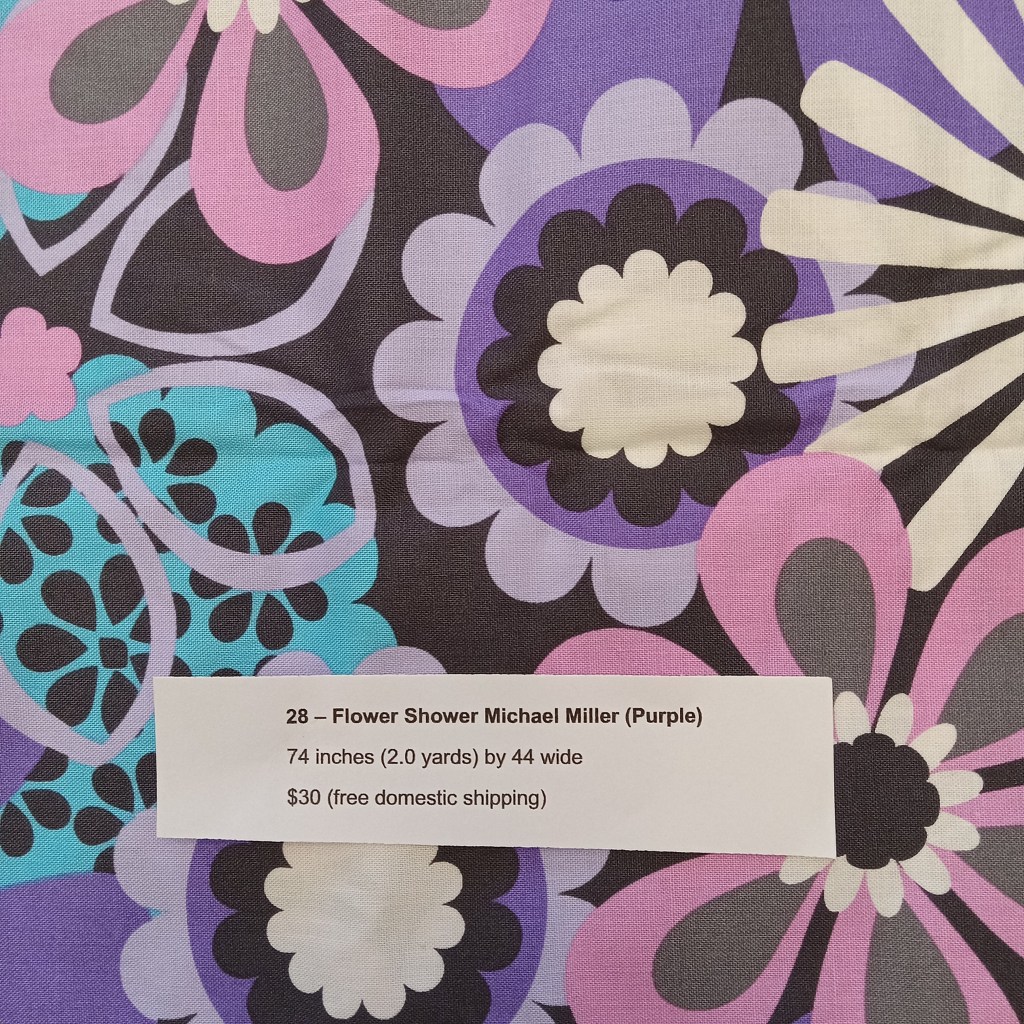 28 – Flower Shower Michael Miller (Purple)
74 inches (2.0 yards) by 44 wide
$30 (free domestic shipping)